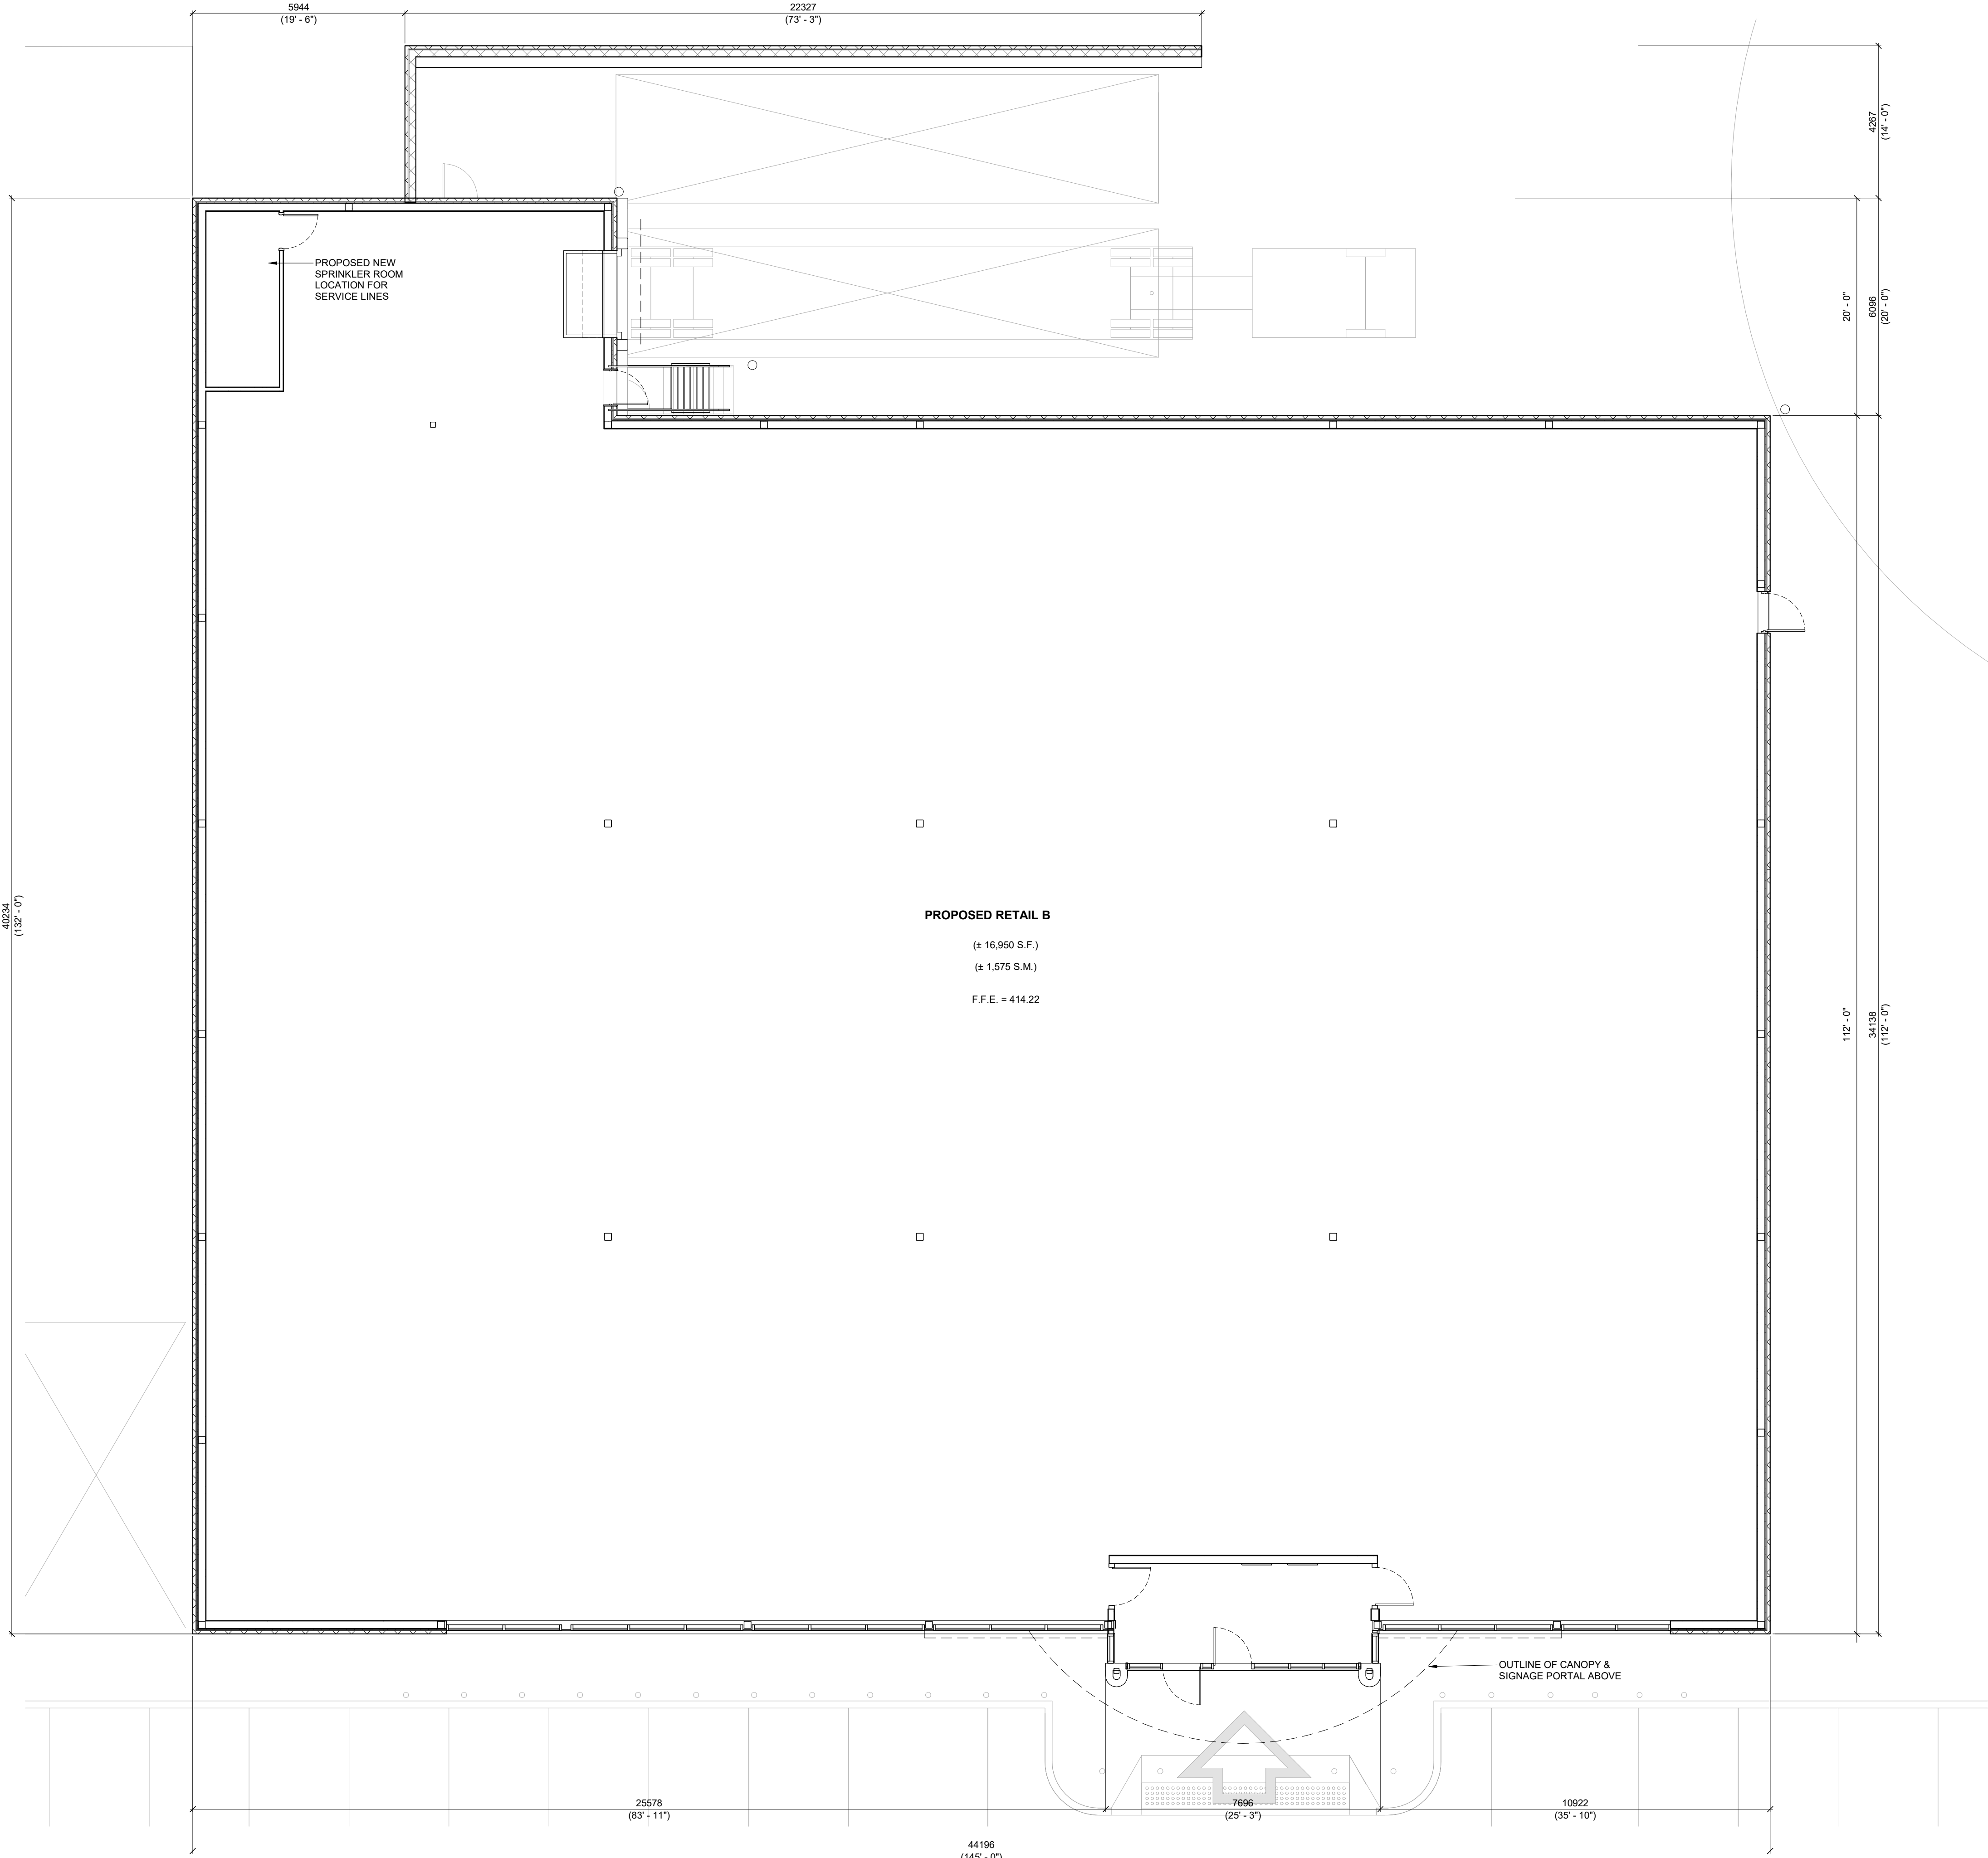 5944
(19' - 6")
22327
(73' - 3")
4267
(14' - 0")
PROPOSED NEW
SPRINKLER ROOM
LOCATION FOR
SERVICE LINES
20' - 0"
6096
(20' - 0")
40234
(132' - 0")
PROPOSED RETAIL B
(± 16,950 S.F.)
(± 1,575 S.M.)
F.F.E. = 414.22
112' - 0"
34138
(112' - 0")
OUTLINE OF CANOPY &
SIGNAGE PORTAL ABOVE
25578
(83' - 11")
7696
(25' - 3")
10922
(35' - 10")
44196
(145' - 0")